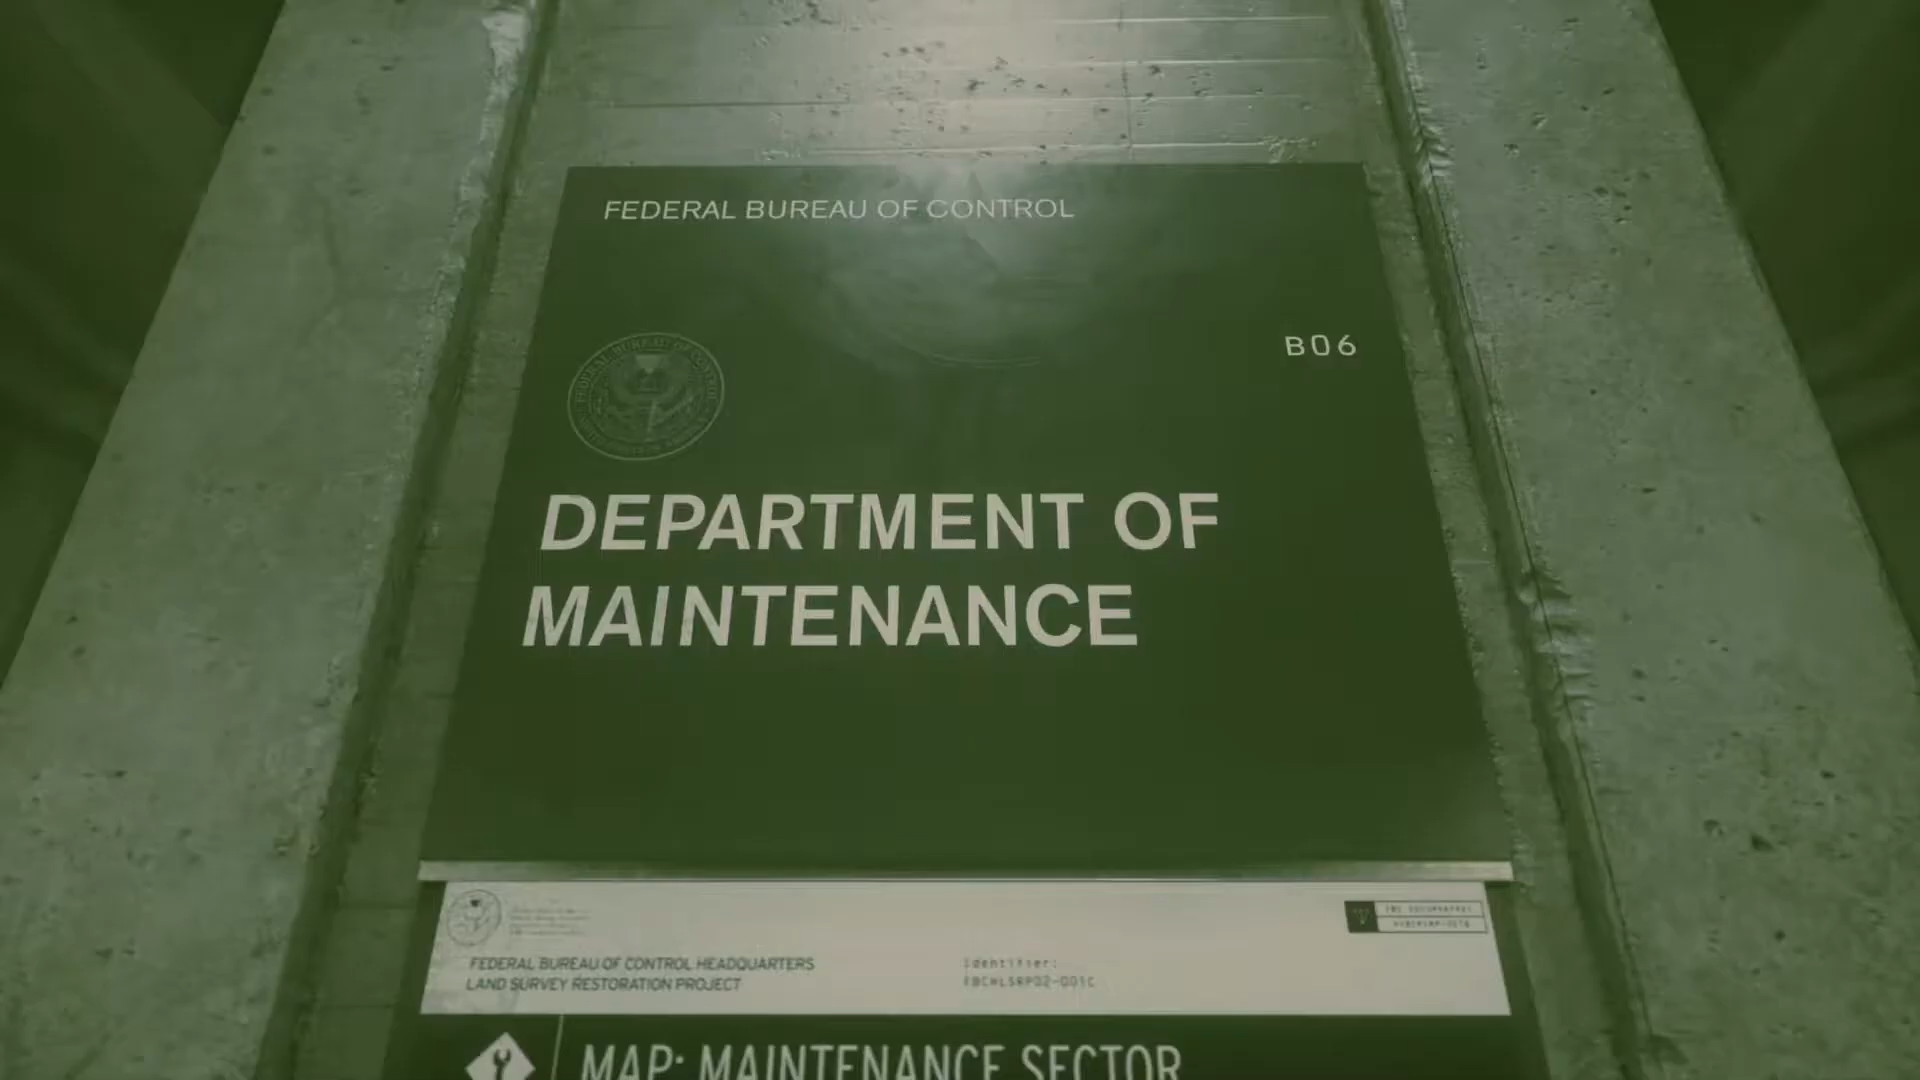 FEDERAL BUREAU OF CONTROL
B06
DEPARTMENT OF
MAINTENANCE
FEDERAL BUREAU OF CONTROL HEADQUARTERS
LAND SURVEY RESTORATION PROJECT
Identifier:
MAP: MAINTENANCE SECTOR